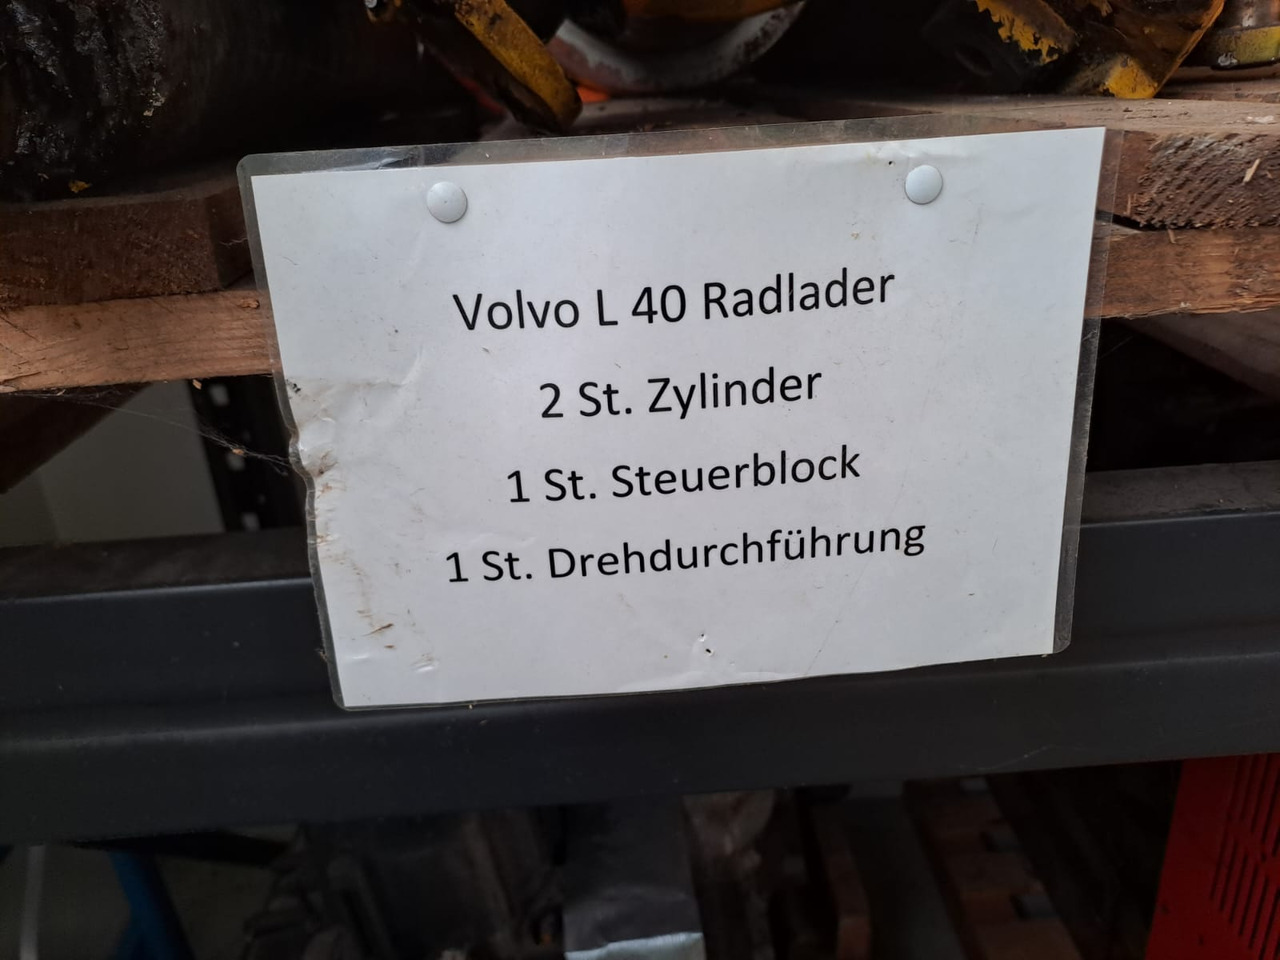 Volvo L 40 Radlader
2 St. Zylinder
1 St. Steuerblock
1 St. Drehdurchführung